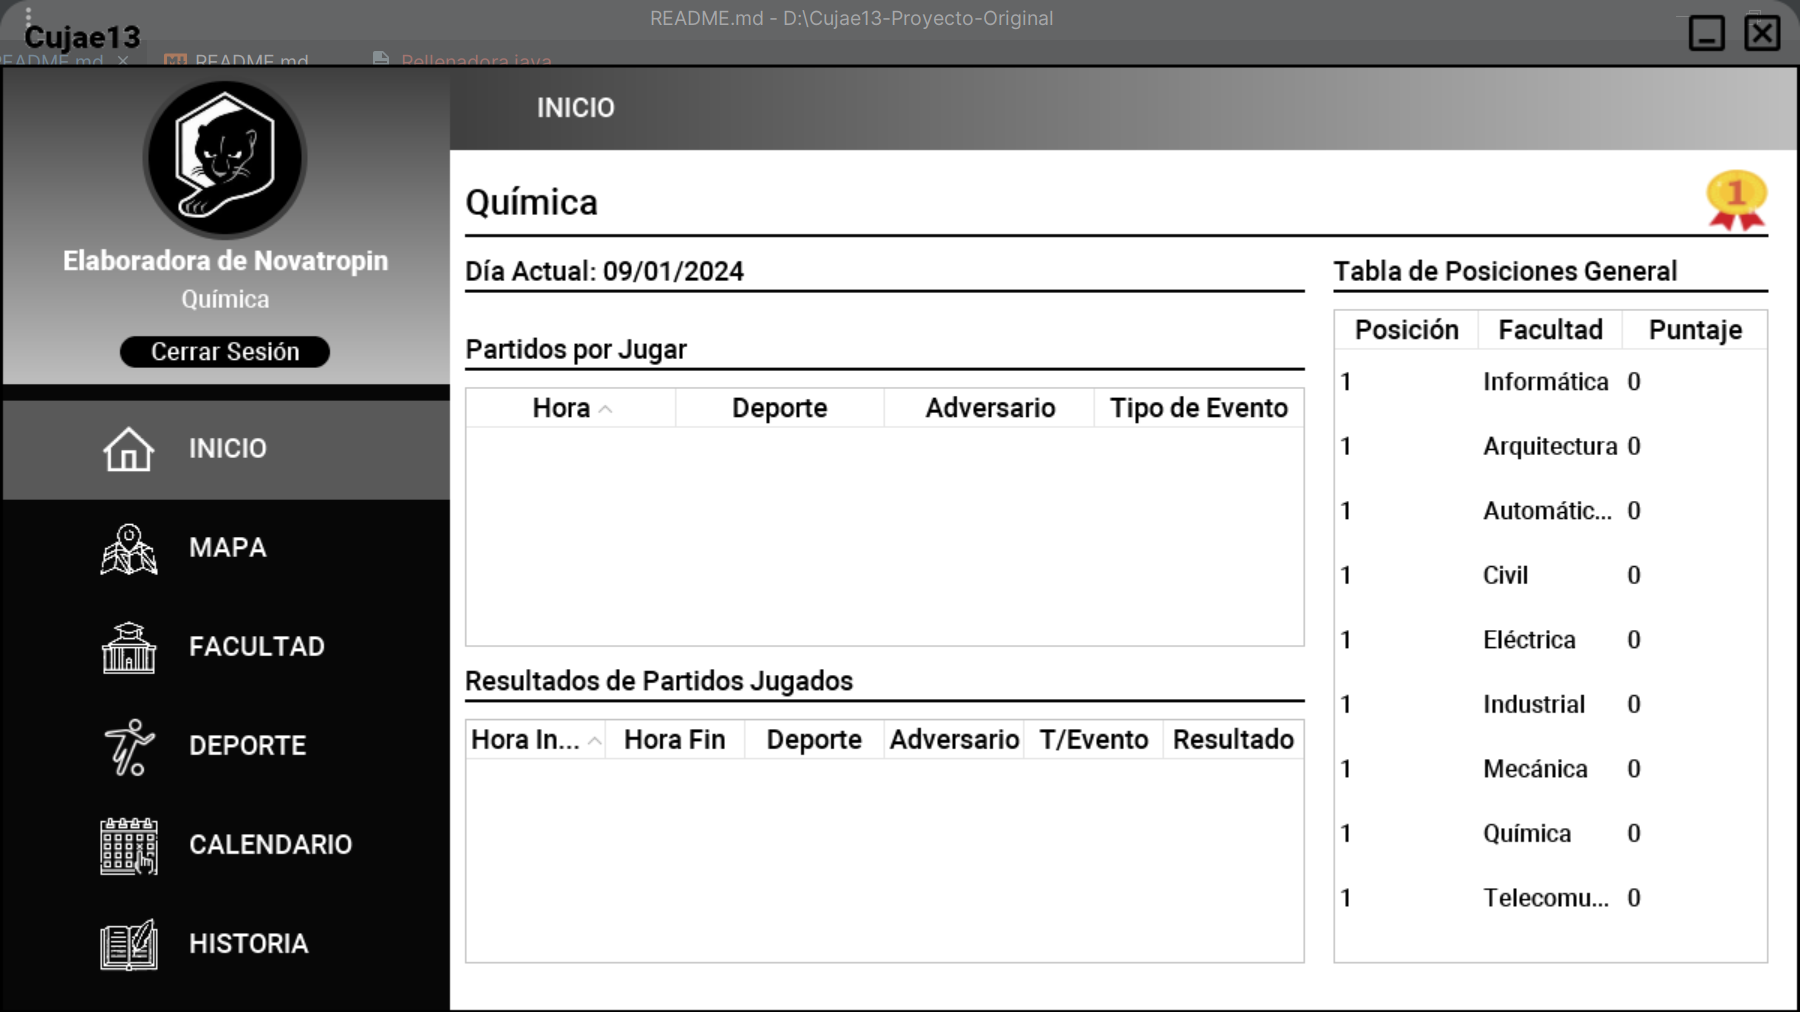 README.md - D:\Cujae13-Proyecto-Original
Cujae13
README.md
README.md
Rellenadora.java
Elaboradora de Novatropin
Química
Cerrar Sesión
INICIO
MAPA
FACULTAD
DEPORTE
CALENDARIO
HISTORIA
INICIO
Química
1
Día Actual: 09/01/2024
Partidos por Jugar
Hora Deporte Adversario Tipo de Evento
Resultados de Partidos Jugados
Hora In... Hora Fin Deporte Adversario T/Evento Resultado
Tabla de Posiciones General
Posición Facultad Puntaje
1 Informática 0
1 Arquitectura 0
1 Automátic... 0
1 Civil 0
1 Eléctrica 0
1 Industrial 0
1 Mecánica 0
1 Química 0
1 Telecomu... 0